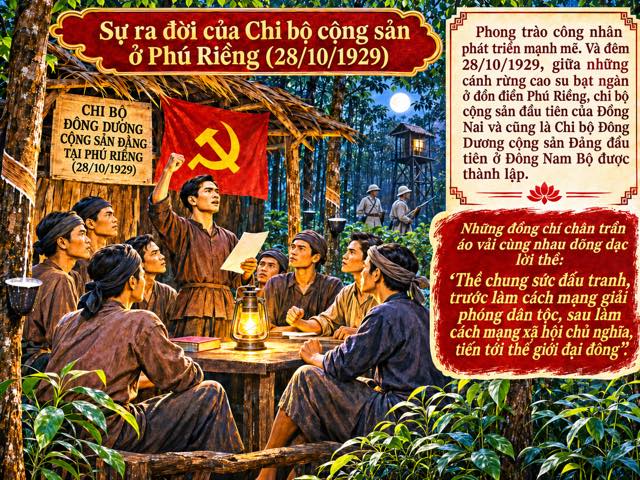 Sự ra đời của Chi bộ cộng sản
ở Phú Riềng (28/10/1929)
CHI BỘ
ĐÔNG DƯƠNG
CỘNG SẢN ĐẢNG
TẠI PHÚ RIỀNG
(28/10/1929)
Phong trào công nhân
phát triển mạnh mẽ. Và đêm
28/10/1929, giữa những
cánh rừng cao su bạt ngàn
ở đồn điền Phú Riềng, chi bộ
cộng sản đầu tiên của Đồng
Nai và cũng là Chi bộ Đông
Dương cộng sản Đảng đầu
tiên ở Đông Nam Bộ được
thành lập.
Những đồng chí chân trần
áo vải cùng nhau dõng dạc
lời thề:
“Thề chung sức đấu tranh,
trước làm cách mạng giải
phóng dân tộc, sau làm
cách mạng xã hội chủ nghĩa,
tiến tới thế giới đại đồng”.